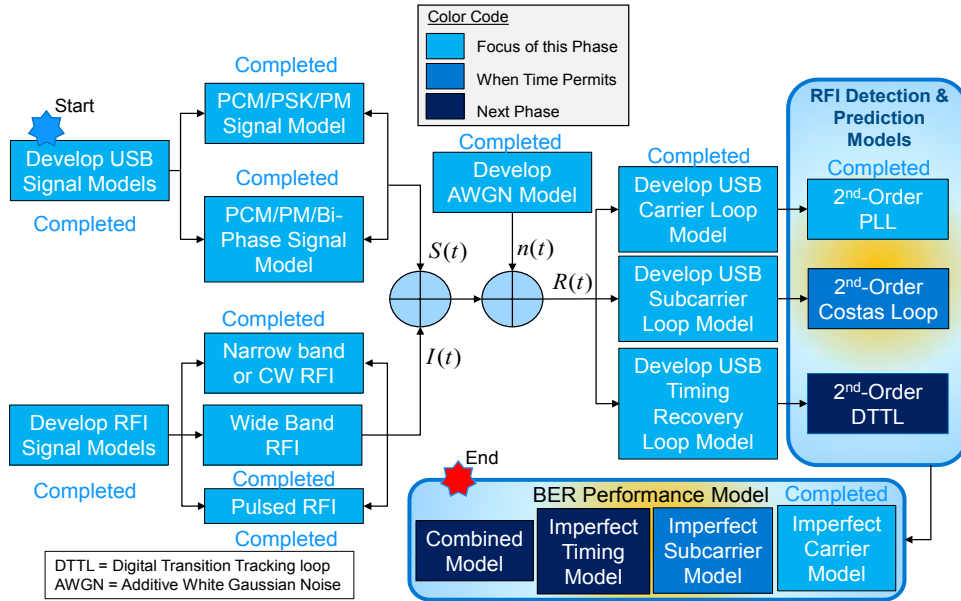 Color Code
Focus of this Phase
When Time Permits
Next Phase
Start
Develop USB
Signal Models
Completed
Completed
PCM/PSK/PM
Signal Model
Completed
PCM/PM/Bi-
Phase Signal
Model
Completed
Develop
AWGN Model
S(t)
n(t)
R(t)
I(t)
Completed
Develop USB
Carrier Loop
Model
Develop USB
Subcarrier
Loop Model
Develop USB
Timing
Recovery
Loop Model
RFI Detection &
Prediction
Models
Completed
2nd-Order
PLL
2nd-Order
Costas Loop
2nd-Order
DTTL
Develop RFI
Signal Models
Completed
Completed
Narrow band
or CW RFI
Wide Band
RFI
Completed
Pulsed RFI
Completed
End
BER Performance Model
Completed
Combined
Model
Imperfect
Timing
Model
Imperfect
Subcarrier
Model
Imperfect
Carrier
Model
DTTL = Digital Transition Tracking loop
AWGN = Additive White Gaussian Noise